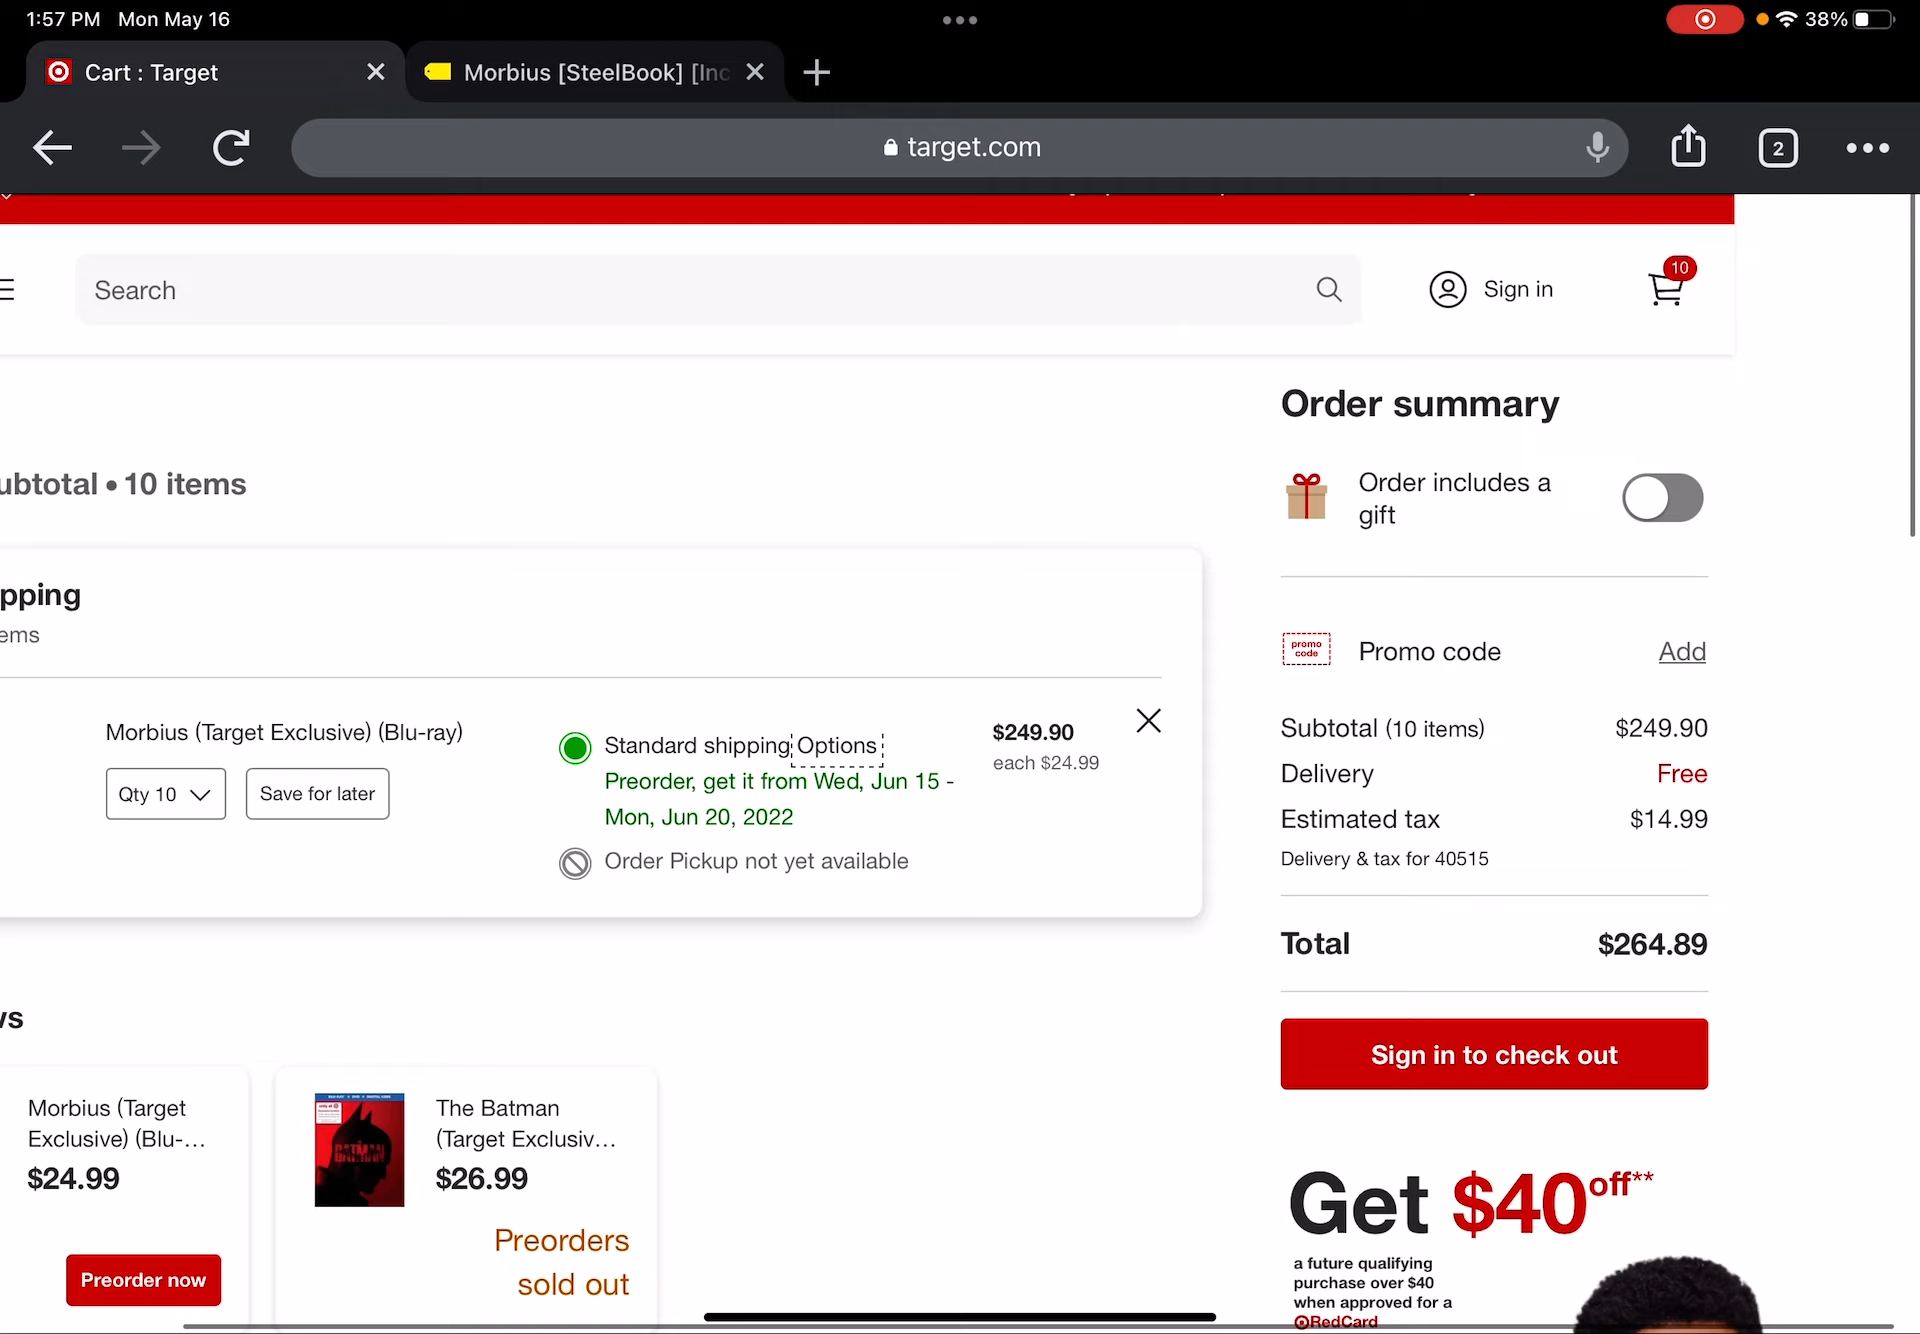 1:57 PM Mon May 16
38%
Cart : Target
Morbius [SteelBook] [Inc
target.com
2
Search
Sign in
10
Order summary
ubtotal • 10 items
Order includes a
gift
pping
ems
promo
code
Promo code
Add
Morbius (Target Exclusive) (Blu-ray)
Qty 10
Save for later
Standard shipping Options
Preorder, get it from Wed, Jun 15 -
Mon, Jun 20, 2022
Order Pickup not yet available
$249.90
each $24.99
Subtotal (10 items) $249.90
Delivery Free
Estimated tax $14.99
Delivery & tax for 40515
Total $264.89
Sign in to check out
vs
Morbius (Target
Exclusive) (Blu-...
$24.99
Preorder now
BATMAN
The Batman
(Target Exclusiv...
$26.99
Preorders
sold out
Get $40 off**
a future qualifying
purchase over $40
when approved for a
RedCard